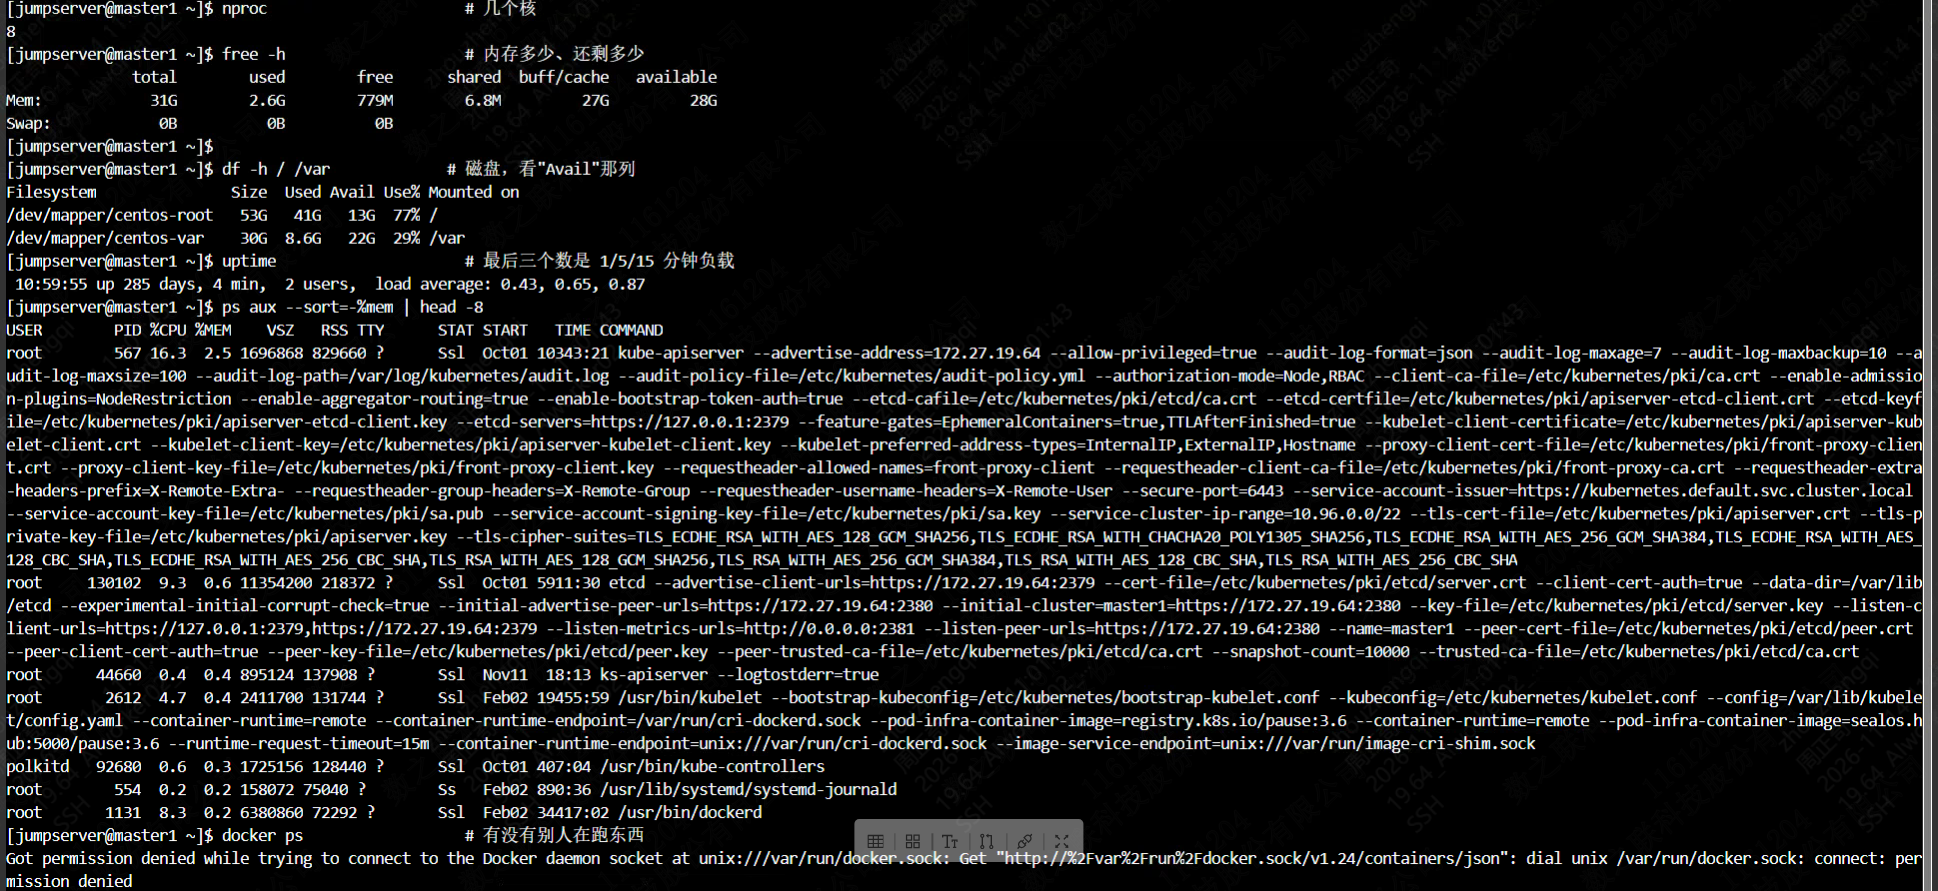 [jumpserver@master1 ~]$ nproc                      # 几个核
8
[jumpserver@master1 ~]$ free -h                    # 内存多少、还剩多少
              total        used        free      shared  buff/cache   available
Mem:            31G        2.6G        779M        6.8M         27G         28G
Swap:            0B          0B          0B
[jumpserver@master1 ~]$
[jumpserver@master1 ~]$ df -h / /var             # 磁盘，看"Avail"那列
Filesystem               Size  Used Avail Use% Mounted on
/dev/mapper/centos-root   53G   41G   13G  77% /
/dev/mapper/centos-var    30G  8.6G   22G  29% /var
[jumpserver@master1 ~]$ uptime                     # 最后三个数是 1/5/15 分钟负载
 10:59:55 up 285 days, 4 min,  2 users,  load average: 0.43, 0.65, 0.87
[jumpserver@master1 ~]$ ps aux --sort=-%mem | head -8
USER        PID %CPU %MEM    VSZ   RSS TTY      STAT START   TIME COMMAND
root        567 16.3  2.5 1696868 829660 ?      Ssl  Oct01 10343:21 kube-apiserver --advertise-address=172.27.19.64 --allow-privileged=true --audit-log-format=json --audit-log-maxage=7 --audit-log-maxbackup=10 --a
udit-log-maxsize=100 --audit-log-path=/var/log/kubernetes/audit.log --audit-policy-file=/etc/kubernetes/audit-policy.yml --authorization-mode=Node,RBAC --client-ca-file=/etc/kubernetes/pki/ca.crt --enable-admissio
n-plugins=NodeRestriction --enable-aggregator-routing=true --enable-bootstrap-token-auth=true --etcd-cafile=/etc/kubernetes/pki/etcd/ca.crt --etcd-certfile=/etc/kubernetes/pki/apiserver-etcd-client.crt --etcd-keyf
ile=/etc/kubernetes/pki/apiserver-etcd-client.key --etcd-servers=https://127.0.0.1:2379 --feature-gates=EphemeralContainers=true,TTLAfterFinished=true --kubelet-client-certificate=/etc/kubernetes/pki/apiserver-kub
elet-client.crt --kubelet-client-key=/etc/kubernetes/pki/apiserver-kubelet-client.key --kubelet-preferred-address-types=InternalIP,ExternalIP,Hostname --proxy-client-cert-file=/etc/kubernetes/pki/front-proxy-clien
t.crt --proxy-client-key-file=/etc/kubernetes/pki/front-proxy-client.key --requestheader-allowed-names=front-proxy-client --requestheader-client-ca-file=/etc/kubernetes/pki/front-proxy-ca.crt --requestheader-extra
-headers-prefix=X-Remote-Extra- --requestheader-group-headers=X-Remote-Group --requestheader-username-headers=X-Remote-User --secure-port=6443 --service-account-issuer=https://kubernetes.default.svc.cluster.local
--service-account-key-file=/etc/kubernetes/pki/sa.pub --service-account-signing-key-file=/etc/kubernetes/pki/sa.key --service-cluster-ip-range=10.96.0.0/22 --tls-cert-file=/etc/kubernetes/pki/apiserver.crt --tls-p
rivate-key-file=/etc/kubernetes/pki/apiserver.key --tls-cipher-suites=TLS_ECDHE_RSA_WITH_AES_128_GCM_SHA256,TLS_ECDHE_RSA_WITH_CHACHA20_POLY1305_SHA256,TLS_ECDHE_RSA_WITH_AES_256_GCM_SHA384,TLS_ECDHE_RSA_WITH_AES_
128_CBC_SHA,TLS_ECDHE_RSA_WITH_AES_256_CBC_SHA,TLS_RSA_WITH_AES_128_GCM_SHA256,TLS_RSA_WITH_AES_256_GCM_SHA384,TLS_RSA_WITH_AES_128_CBC_SHA,TLS_RSA_WITH_AES_256_CBC_SHA
root     130102  9.3  0.6 11354200 218372 ?     Ssl  Oct01 5911:30 etcd --advertise-client-urls=https://172.27.19.64:2379 --cert-file=/etc/kubernetes/pki/etcd/server.crt --client-cert-auth=true --data-dir=/var/lib
/etcd --experimental-initial-corrupt-check=true --initial-advertise-peer-urls=https://172.27.19.64:2380 --initial-cluster=master1=https://172.27.19.64:2380 --key-file=/etc/kubernetes/pki/etcd/server.key --listen-c
lient-urls=https://127.0.0.1:2379,https://172.27.19.64:2379 --listen-metrics-urls=http://0.0.0.0:2381 --listen-peer-urls=https://172.27.19.64:2380 --name=master1 --peer-cert-file=/etc/kubernetes/pki/etcd/peer.crt
--peer-client-cert-auth=true --peer-key-file=/etc/kubernetes/pki/etcd/peer.key --peer-trusted-ca-file=/etc/kubernetes/pki/etcd/ca.crt --snapshot-count=10000 --trusted-ca-file=/etc/kubernetes/pki/etcd/ca.crt
root      44660  0.4  0.4 895124 137908 ?       Ssl  Nov11  18:13 ks-apiserver --logtostderr=true
root       2612  4.7  0.4 2411700 131744 ?      Ssl  Feb02 19455:59 /usr/bin/kubelet --bootstrap-kubeconfig=/etc/kubernetes/bootstrap-kubelet.conf --kubeconfig=/etc/kubernetes/kubelet.conf --config=/var/lib/kubele
t/config.yaml --container-runtime=remote --container-runtime-endpoint=/var/run/cri-dockerd.sock --pod-infra-container-image=registry.k8s.io/pause:3.6 --container-runtime=remote --pod-infra-container-image=sealos.h
ub:5000/pause:3.6 --runtime-request-timeout=15m --container-runtime-endpoint=unix:///var/run/cri-dockerd.sock --image-service-endpoint=unix:///var/run/image-cri-shim.sock
polkitd   92680  0.6  0.3 1725156 128440 ?      Ssl  Oct01 407:04 /usr/bin/kube-controllers
root        554  0.2  0.2 158072 75040 ?        Ss   Feb02 890:36 /usr/lib/systemd/systemd-journald
root       1131  8.3  0.2 6380860 72292 ?       Ssl  Feb02 34417:02 /usr/bin/dockerd
[jumpserver@master1 ~]$ docker ps                  # 有没有别人在跑东西
Got permission denied while trying to connect to the Docker daemon socket at unix:///var/run/docker.sock: Get "http://%2Fvar%2Frun%2Fdocker.sock/v1.24/containers/json": dial unix /var/run/docker.sock: connect: per
mission denied